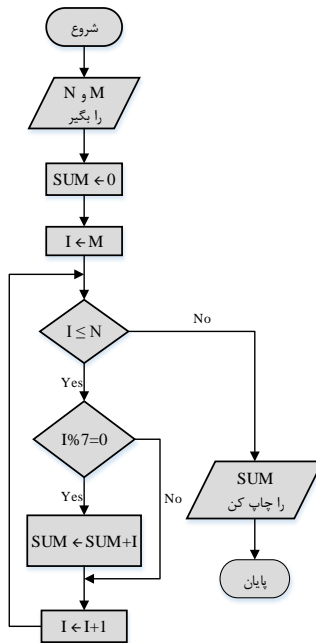 شروع
M و N
را بگیر
SUM ← 0
I ← M
I ≤ N
No
Yes
I%7=0
No
Yes
SUM ← SUM+I
I ← I+1
SUM
را چاپ کن
پایان